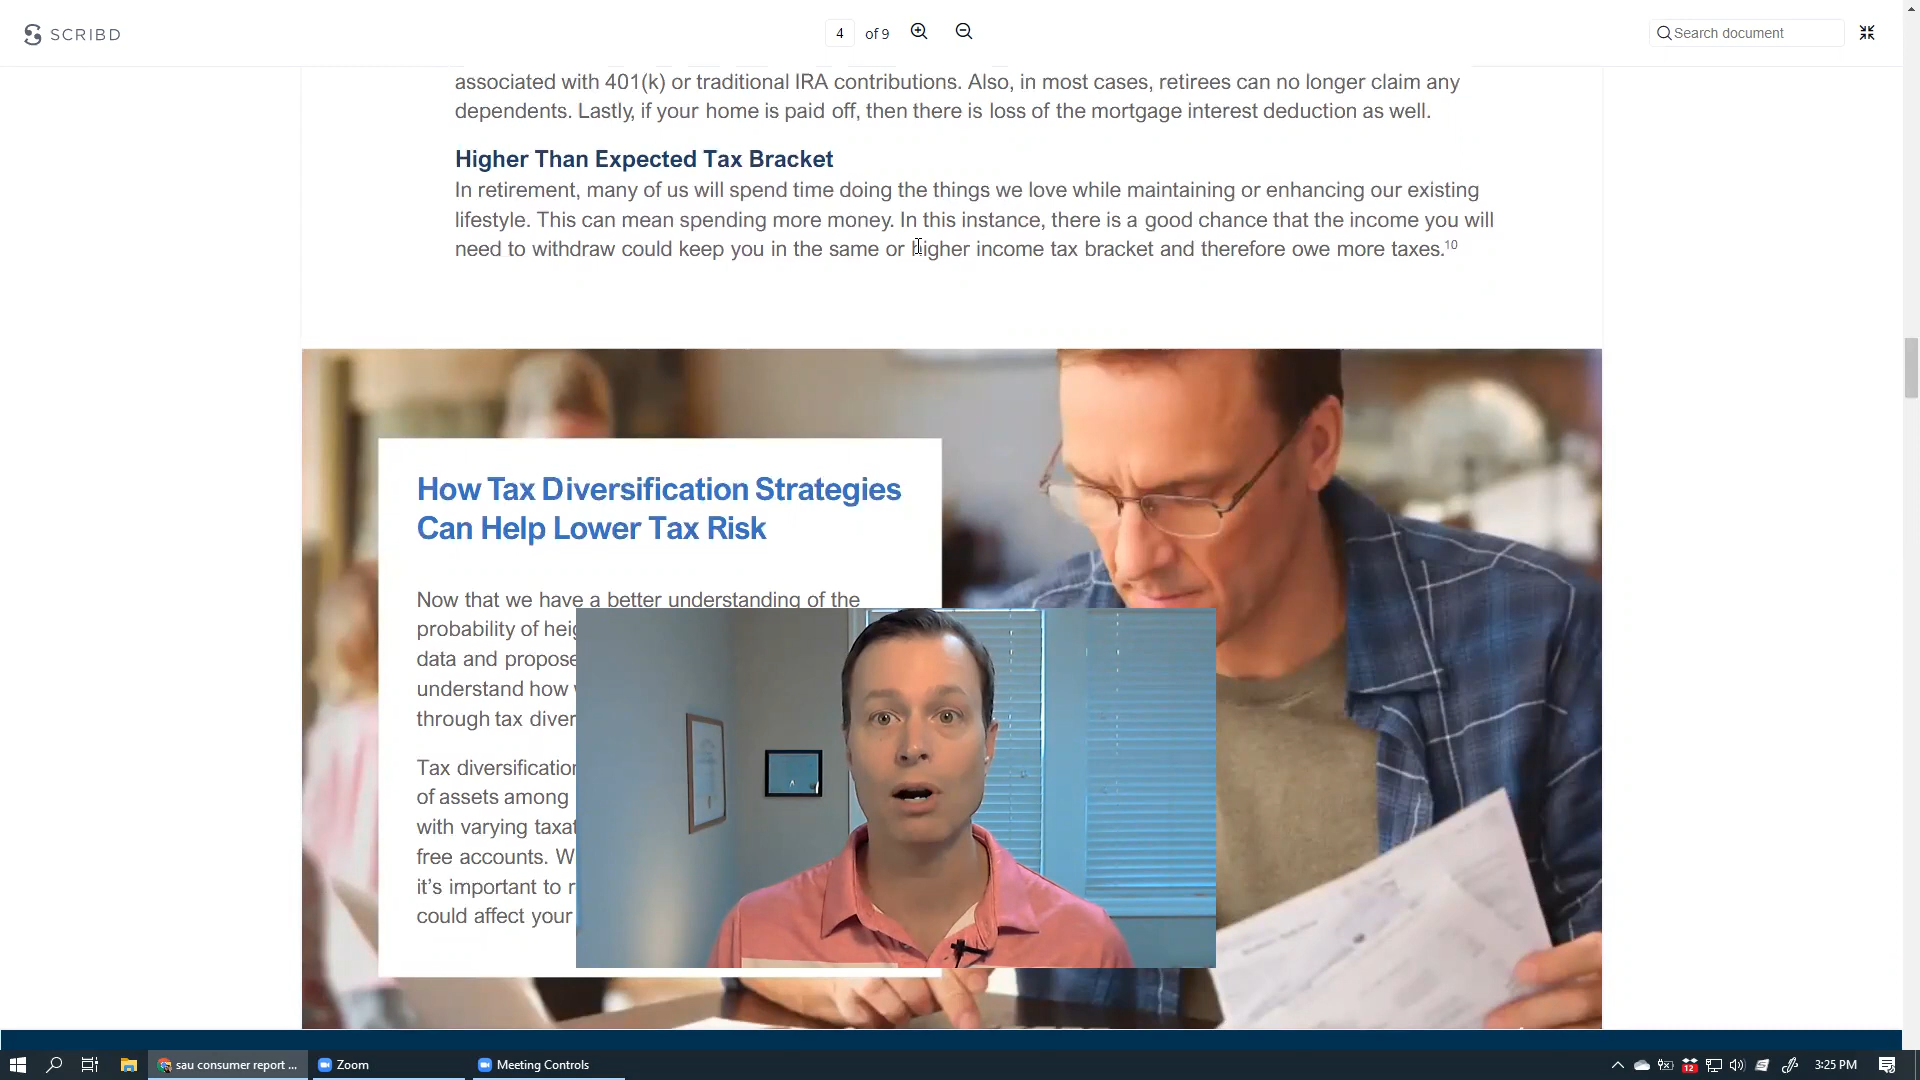 SCRIBD
4 of 9
Search document
associated with 401(k) or traditional IRA contributions. Also, in most cases, retirees can no longer claim any
dependents. Lastly, if your home is paid off, then there is loss of the mortgage interest deduction as well.
Higher Than Expected Tax Bracket
In retirement, many of us will spend time doing the things we love while maintaining or enhancing our existing
lifestyle. This can mean spending more money. In this instance, there is a good chance that the income you will
need to withdraw could keep you in the same or higher income tax bracket and therefore owe more taxes.10
How Tax Diversification Strategies
Can Help Lower Tax Risk
Now that we have a better understanding of the
probability of hei
data and propose
understand how
through tax diver
Tax diversification
of assets among
with varying taxat
free accounts. W
it's important to r
could affect your
sau consumer report ...
Zoom
Meeting Controls
12
3:25 PM